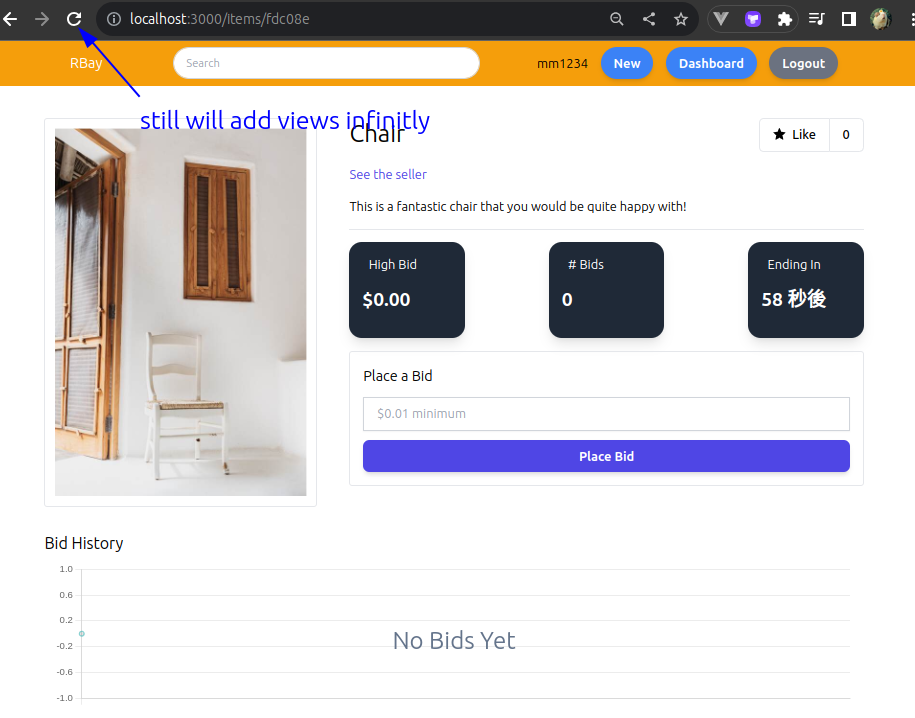 localhost:3000/items/fdc08e
RBay
Search
mm1234
New
Dashboard
Logout
still will add views infinitly
Chair
Like
0
See the seller
This is a fantastic chair that you would be quite happy with!
High Bid
$0.00
# Bids
0
Ending In
58 秒後
Place a Bid
$0.01 minimum
Place Bid
Bid History
1.0
0.6
0.2
-0.2
-0.6
-1.0
No Bids Yet